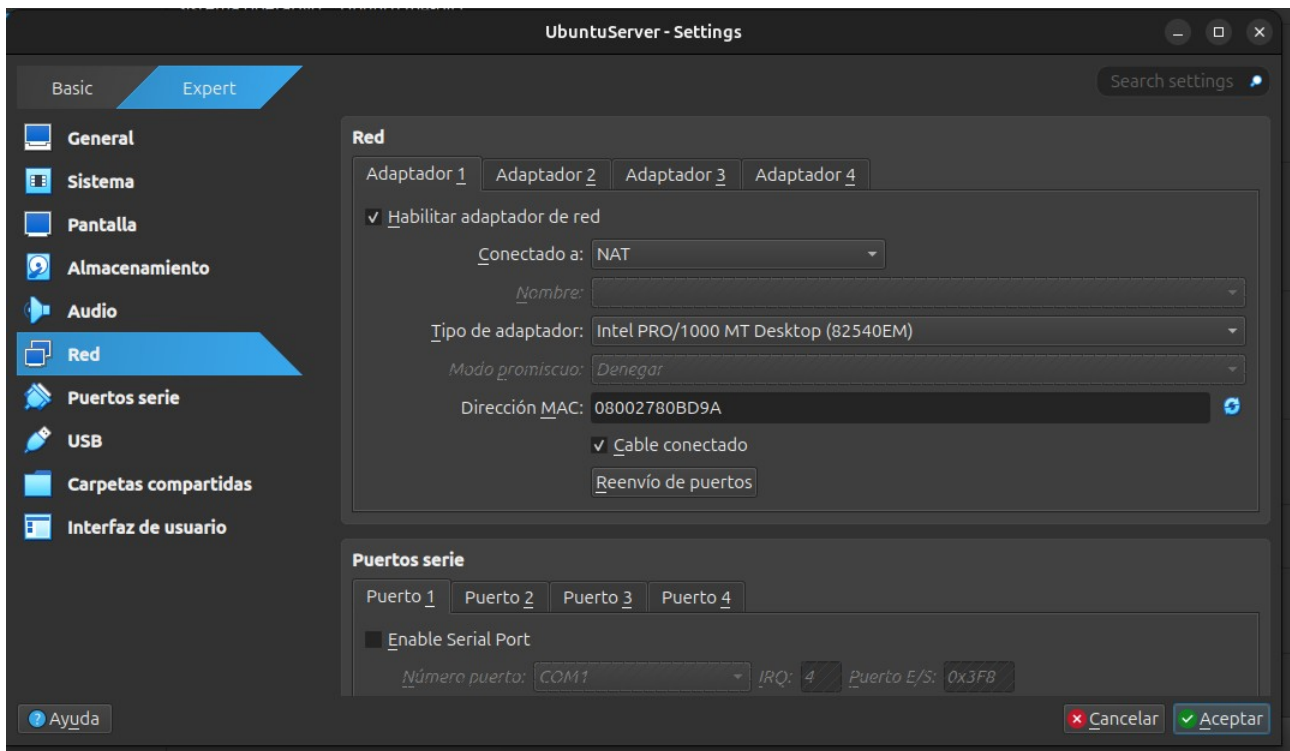 UbuntuServer - Settings
Basic Expert Search settings
General
Sistema
Pantalla
Almacenamiento
Audio
Red
Puertos serie
USB
Carpetas compartidas
Interfaz de usuario
Red
Adaptador 1 Adaptador 2 Adaptador 3 Adaptador 4
Habilitar adaptador de red
Conectado a: NAT
Nombre:
Tipo de adaptador: Intel PRO/1000 MT Desktop (82540EM)
Modo promiscuo: Denegar
Dirección MAC: 08002780BD9A
Cable conectado
Reenvío de puertos
Puertos serie
Puerto 1 Puerto 2 Puerto 3 Puerto 4
Enable Serial Port
Número puerto: COM1 IRQ: 4 Puerto E/S: 0x3F8
Ayuda Cancelar Aceptar